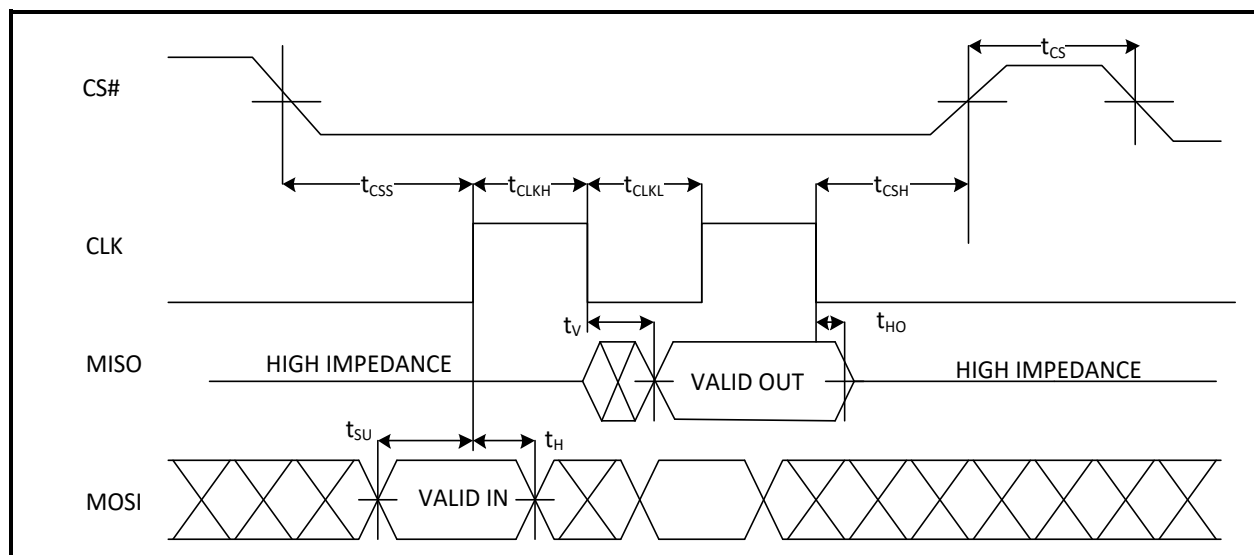 CS#
tCS
tCSS
tCLKH
tCLKL
tCSH
CLK
tV
tHO
MISO
HIGH IMPEDANCE
VALID OUT
HIGH IMPEDANCE
tSU
tH
MOSI
VALID IN